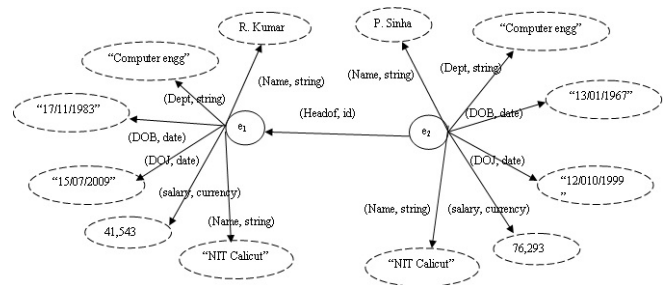 R. Kumar
P. Sinha
"Computer engg"
"Computer engg"
(Name, string)
(Name, string)
(Dept, string)
(Dept, string)
"17/11/1983"
"13/01/1967"
(Headof, id)
(DOB, date)
e1
e2
(DOB, date)
(DOJ, date)
(DOJ, date)
"15/07/2009"
"12/010/1999
"
(salary, currency)
(Name, string)
(salary, currency)
(Name, string)
41,543
76,293
"NIT Calicut"
"NIT Calicut"